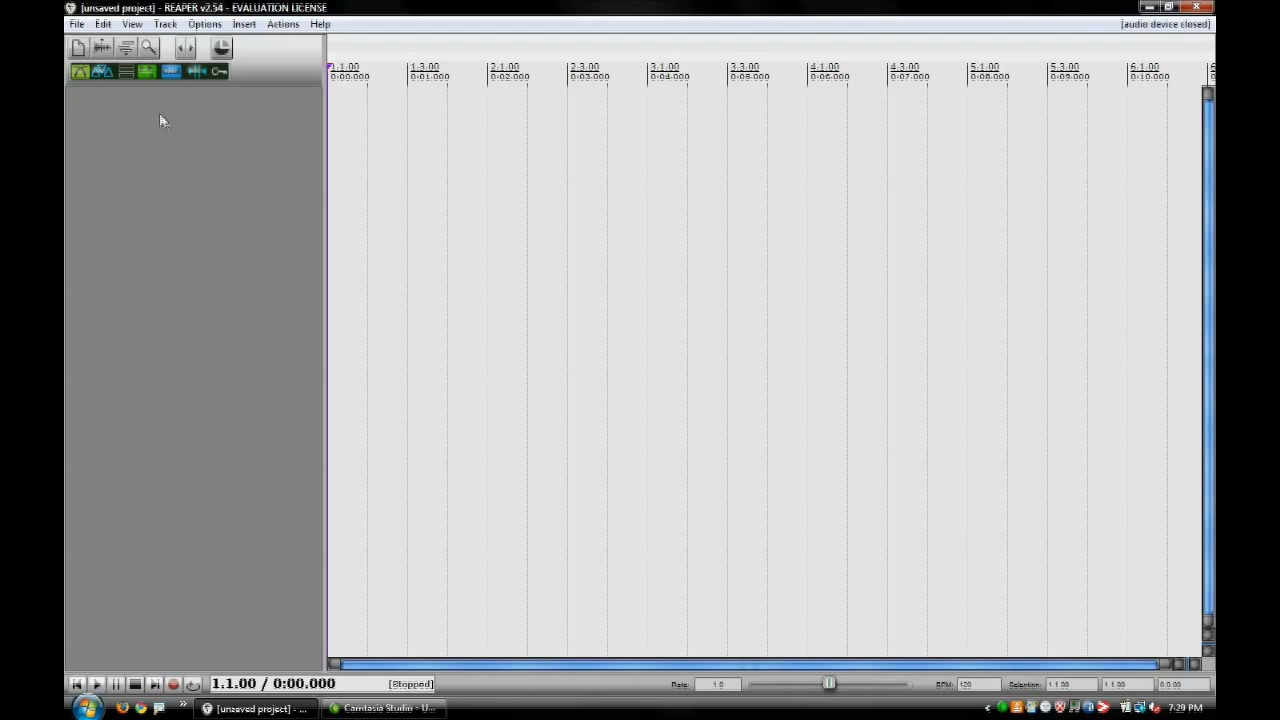 [unsaved project] - REAPER v2.54 - EVALUATION LICENSE
File Edit View Track Options Insert Actions Help [audio device closed]
1.1.00 1.3.00 2.1.00 2.3.00 3.1.00 3.3.00 4.1.00 4.3.00 5.1.00 5.3.00 6.1.00 6
0:00.000 0:01.000 0:02.000 0:03.000 0:04.000 0:05.000 0:06.000 0:07.000 0:08.000 0:09.000 0:10.000 0
1.1.00 / 0:00.000 [Stopped] Rate: 1.0 BPM: 120 Selection: 1.1.00 1.1.00 0.0.00
[unsaved project] - ... Camtasia Studio - U... 7:29 PM